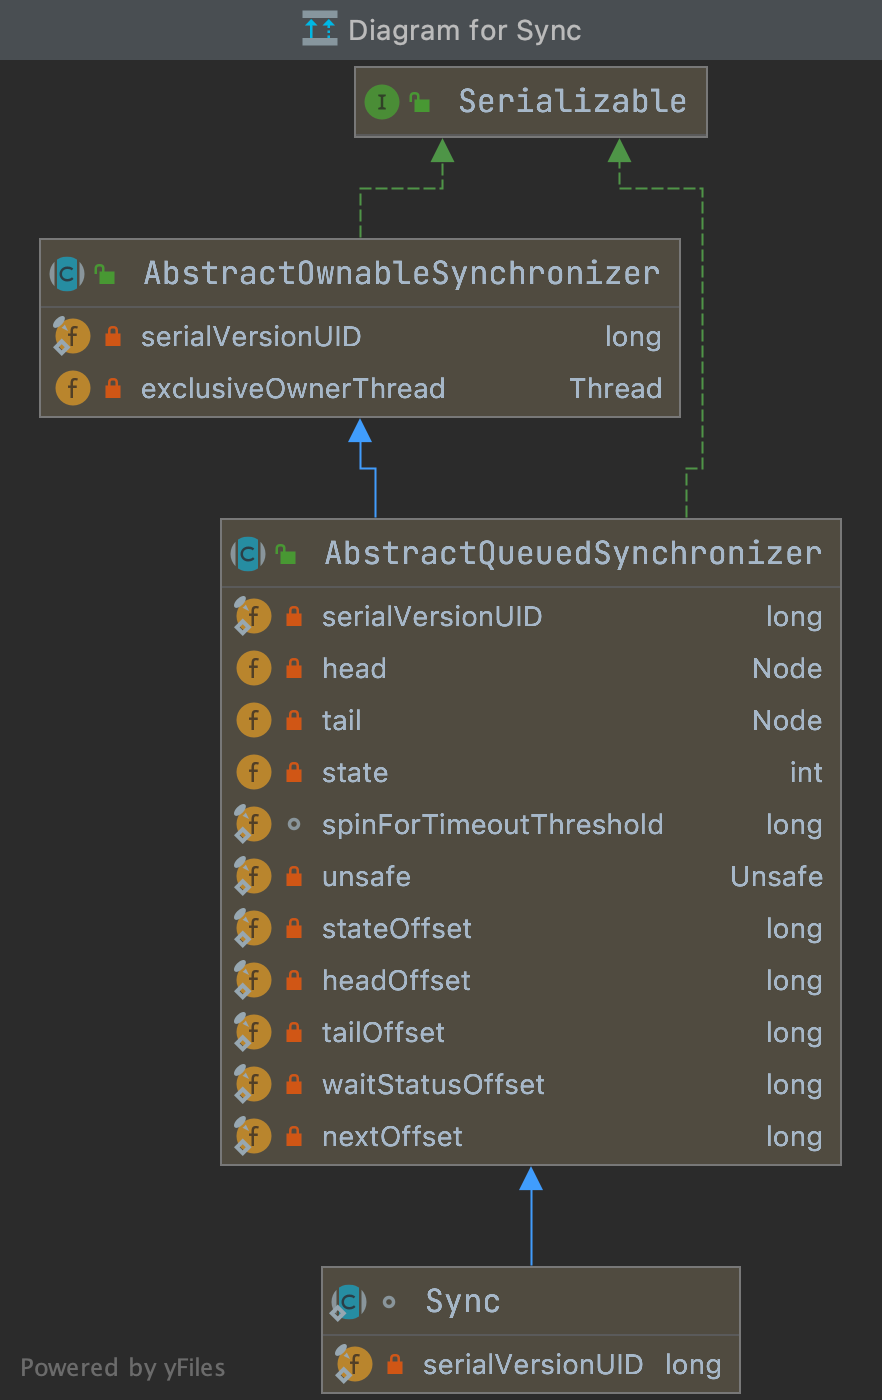 Diagram for Sync
I Serializable
C AbstractOwnableSynchronizer
f serialVersionUID long
f exclusiveOwnerThread Thread
C AbstractQueuedSynchronizer
f serialVersionUID long
f head Node
f tail Node
f state int
f spinForTimeoutThreshold long
f unsafe Unsafe
f stateOffset long
f headOffset long
f tailOffset long
f waitStatusOffset long
f nextOffset long
C Sync
f serialVersionUID long
Powered by yFiles